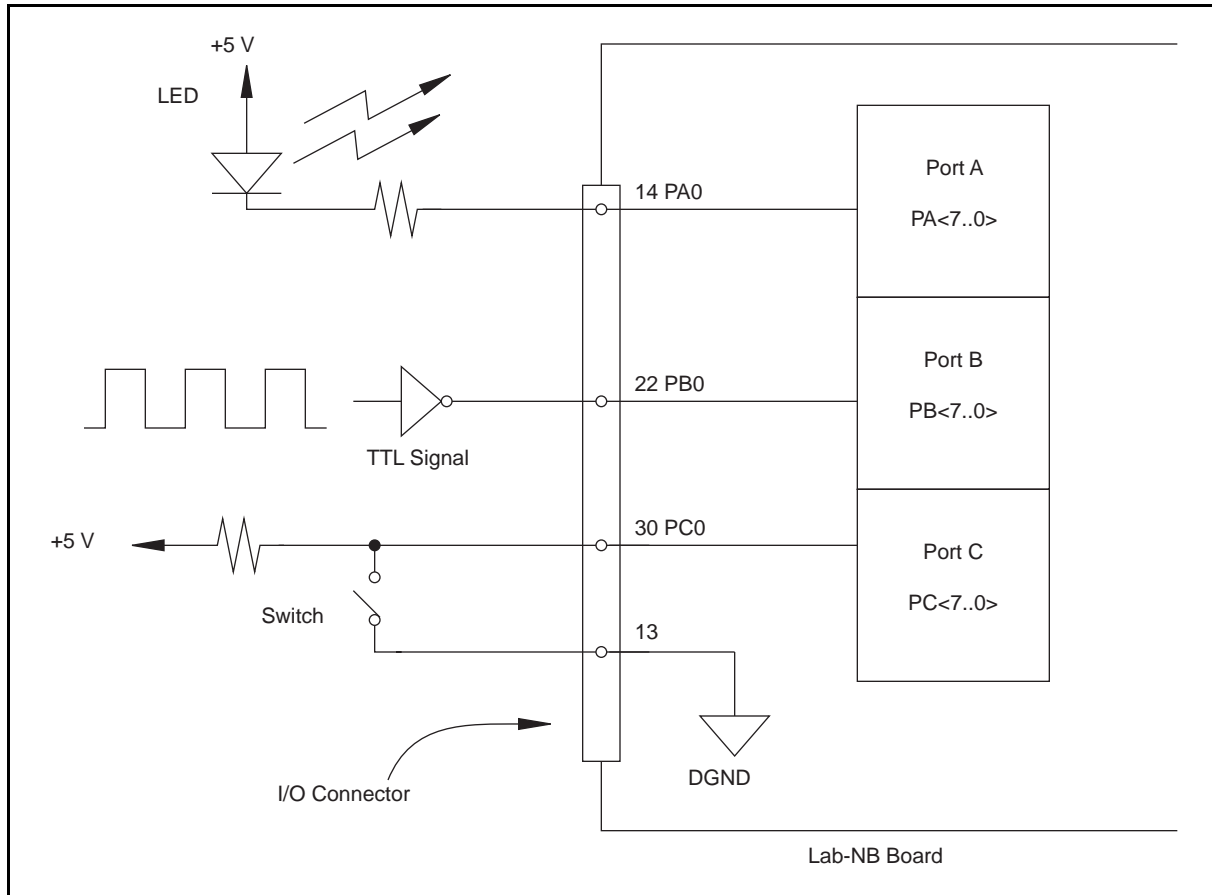 +5 V
LED
14 PA0
Port A
PA<7..0>
22 PB0
Port B
PB<7..0>
TTL Signal
30 PC0
+5 V
Port C
PC<7..0>
Switch
13
DGND
I/O Connector
Lab-NB Board